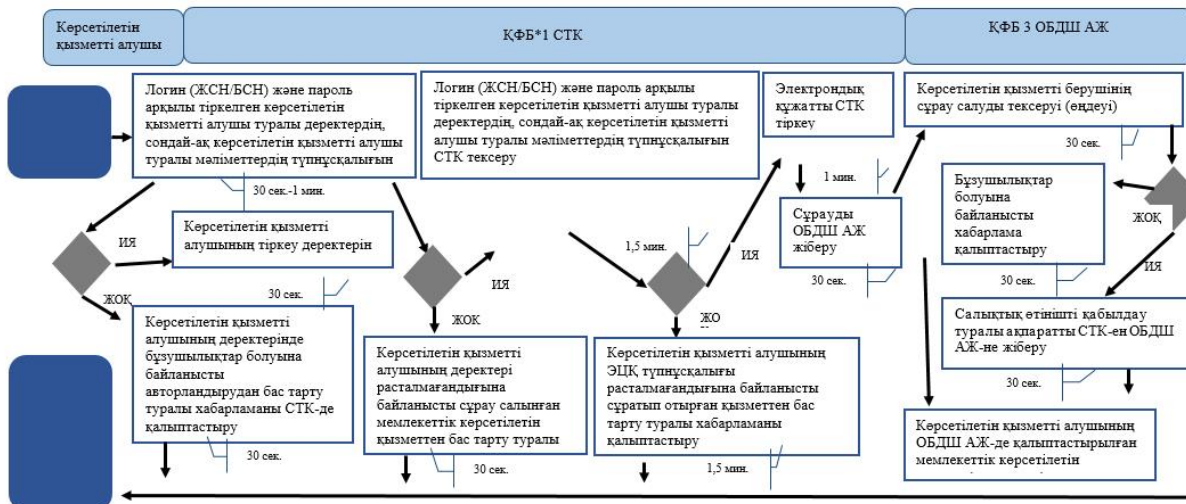 Көрсетілетін
қызметті алушы
ҚФБ*1 СТК
ҚФБ 3 ОБДШ АЖ
Логин (ЖСН/БСН) және пароль
арқылы тіркелген көрсетілетін
қызметті алушы туралы деректердің,
сондай-ақ көрсетілетін қызметті алушы
туралы мәліметтердің түпнұсқалығын
Логин (ЖСН/БСН) және пароль арқылы
тіркелген көрсетілетін қызметті алушы туралы
деректердің, сондай-ақ көрсетілетін қызметті
алушы туралы мәліметтердің түпнұсқалығын
СТК тексеру
Электрондық
құжатты СТК
тіркеу
Көрсетілетін қызметті берушінің
сұрау салуды тексеруі (өңдеуі)
30 сек.
30 сек.-1 мин.
1 мин.
Бұзушылықтар
болуына
байланысты
хабарлама
қалыптастыру
ЖОҚ
Көрсетілетін қызметті
алушының тіркеу деректерін
ИЯ
ИЯ
1,5 мин.
ИЯ
Сұрауды
ОБДШ АЖ
жіберу
ИЯ
30 сек.
30 сек.
ЖОҚ
ЖОК
ЖО
Көрсетілетін қызметті
алушының деректерінде
бұзушылықтар болуына
байланысты
авторландырудан бас тарту
туралы хабарламаны СТК-де
қалыптастыру
Көрсетілетін қызметті
алушының деректері
расталмағандығына
байланысты сұрау салынған
мемлекеттік көрсетілетін
қызметтен бас тарту туралы
Көрсетілетін қызметті алушының
ЭЦҚ түпнұсқалығы
расталмағандығына байланысты
сұратып отырған қызметтен бас
тарту туралы хабарламаны
қалыптастыру
Салықтық өтінішті қабылдау
туралы ақпаратты СТК-ен ОБДШ
АЖ-не жіберу
30 сек.
Көрсетілетін қызметті алушының
ОБДШ АЖ-де қалыптастырылған
мемлекеттік көрсетілетін
30 сек.
30 сек.
1,5 мин.